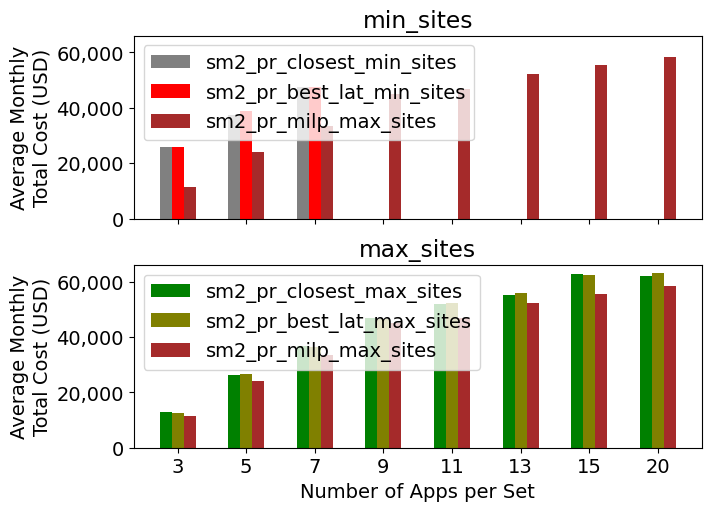 min_sites
Average Monthly
Total Cost (USD)
60,000
40,000
20,000
0
sm2_pr_closest_min_sites
sm2_pr_best_lat_min_sites
sm2_pr_milp_max_sites
max_sites
Average Monthly
Total Cost (USD)
60,000
40,000
20,000
0
sm2_pr_closest_max_sites
sm2_pr_best_lat_max_sites
sm2_pr_milp_max_sites
3 5 7 9 11 13 15 20
Number of Apps per Set